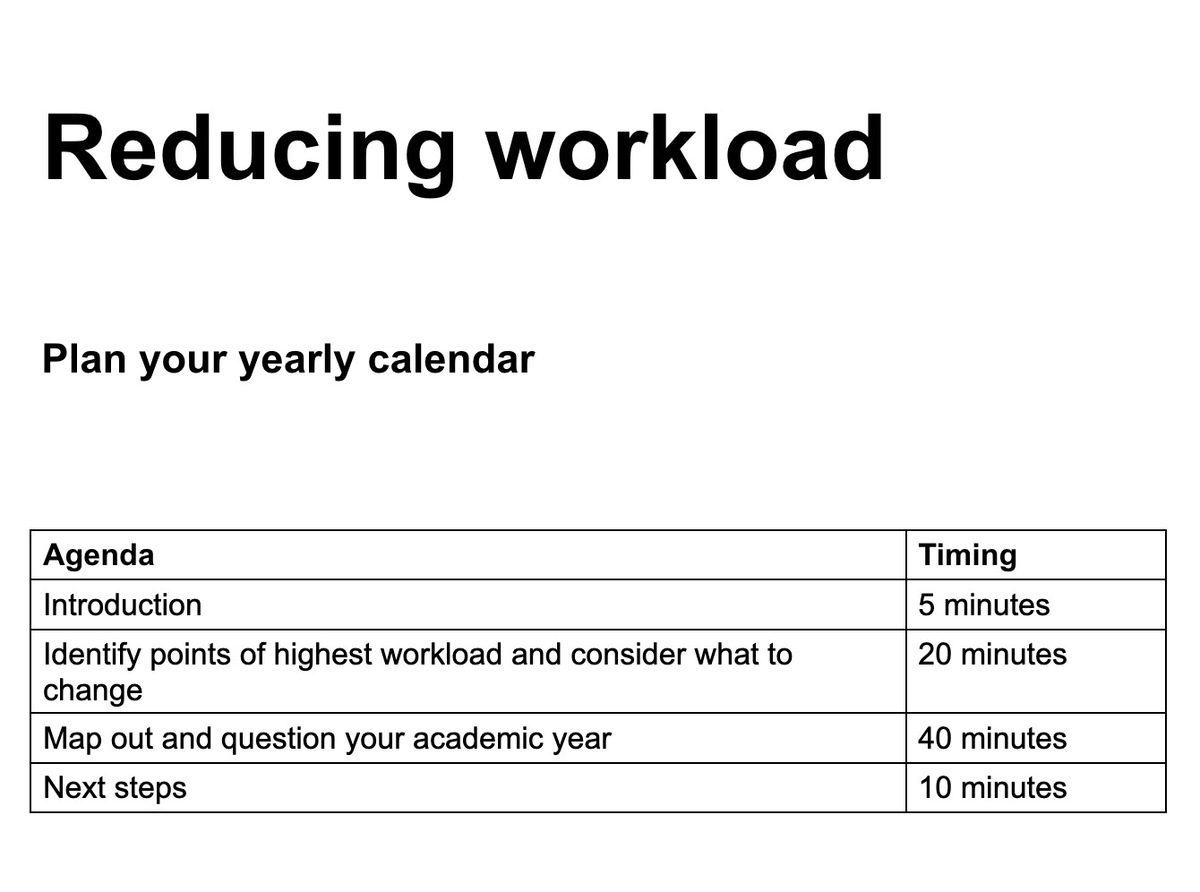 Reducing workload
Plan your yearly calendar
Agenda Timing
Introduction 5 minutes
Identify points of highest workload and consider what to 20 minutes
change
Map out and question your academic year 40 minutes
Next steps 10 minutes